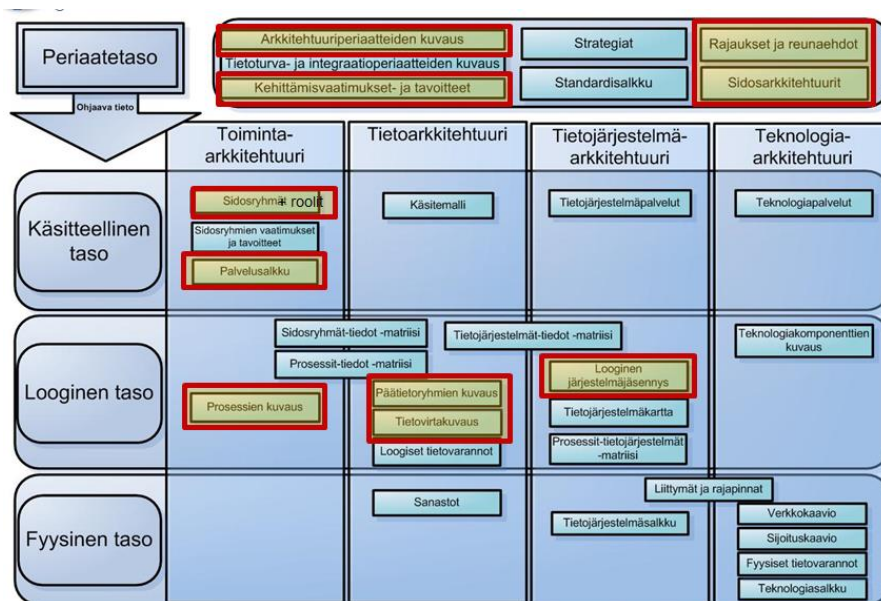 Periaatetaso
Ohjaava tieto
Arkkitehtuuriperiaatteiden kuvaus
Tietoturva- ja integraatioperiaatteiden kuvaus
Kehittämisvaatimukset- ja tavoitteet
Strategiat
Standardisalkku
Rajaukset ja reunaehdot
Sidosarkkitehtuurit
Toiminta-
arkkitehtuuri
Tietoarkkitehtuuri
Tietojärjestelmä-
arkkitehtuuri
Teknologia-
arkkitehtuuri
Käsitteellinen
taso
Sidosryhmät + roolit
Sidosryhmien vaatimukset
ja tavoitteet
Palvelusalkku
Käsitemalli
Tietojärjestelmäpalvelut
Teknologiapalvelut
Looginen taso
Sidosryhmät-tiedot -matriisi
Prosessit-tiedot -matriisi
Prosessien kuvaus
Tietojärjestelmät-tiedot -matriisi
Päätietoryhmien kuvaus
Tietovirtakuvaus
Loogiset tietovarannot
Looginen
järjestelmäjäsennys
Tietojärjestelmäkartta
Prosessit-tietojärjestelmät
-matriisi
Teknologiakomponenttien
kuvaus
Fyysinen taso
Sanastot
Liittymät ja rajapinnat
Tietojärjestelmäsalkku
Verkkokaavio
Sijoituskaavio
Fyysiset tietovarannot
Teknologiasalkku